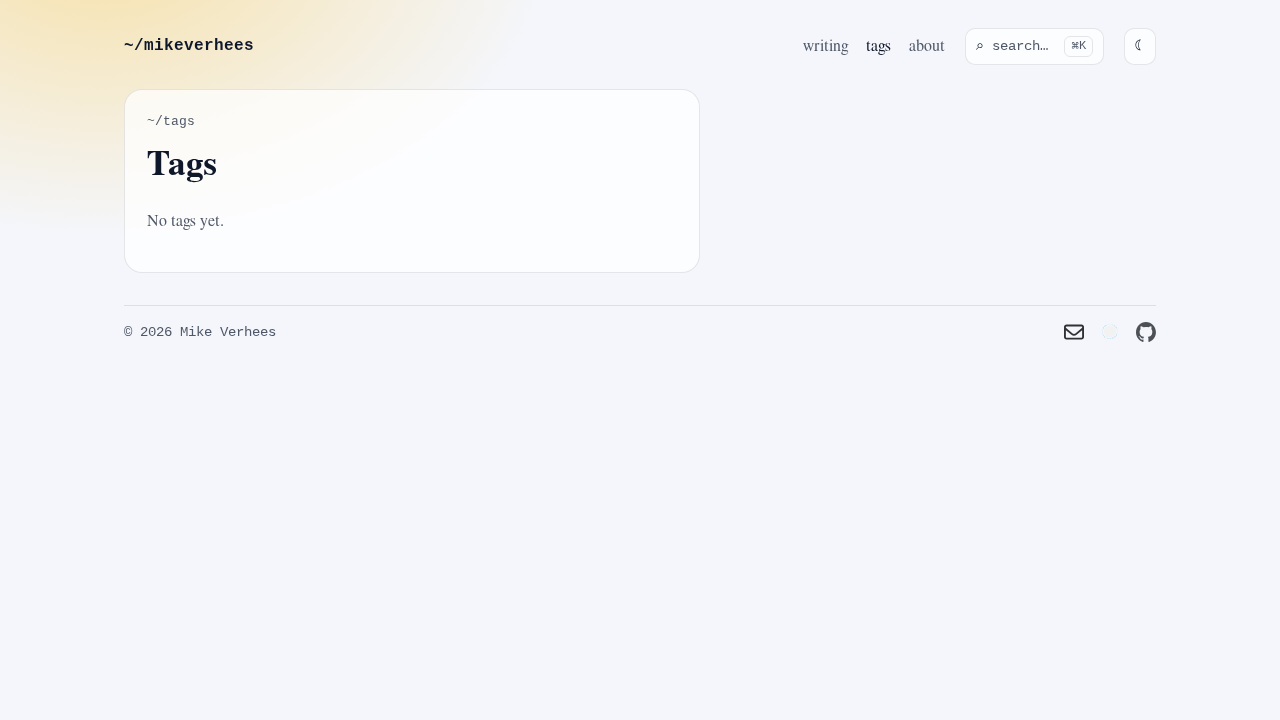 ~/mikeverhees
writing tags about ⌕ search… ⌘K ☾
~/tags
Tags
No tags yet.
© 2026 Mike Verhees